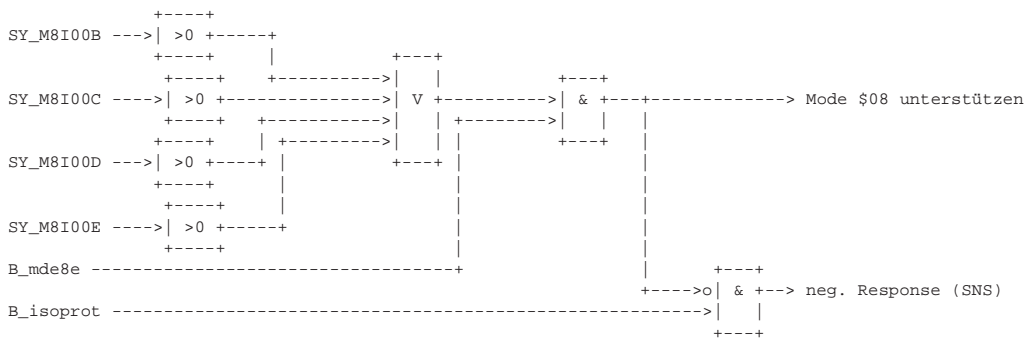 SY_M8I00B >0
SY_M8I00C >0 V & Mode $08 unterstützen
SY_M8I00D >0
SY_M8I00E >0
B_mde8e
& neg. Response (SNS)
B_isoprot